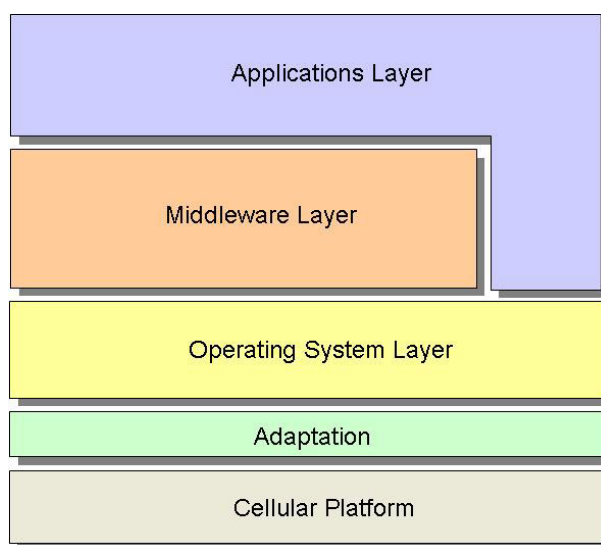 Applications Layer
Middleware Layer
Operating System Layer
Adaptation
Cellular Platform